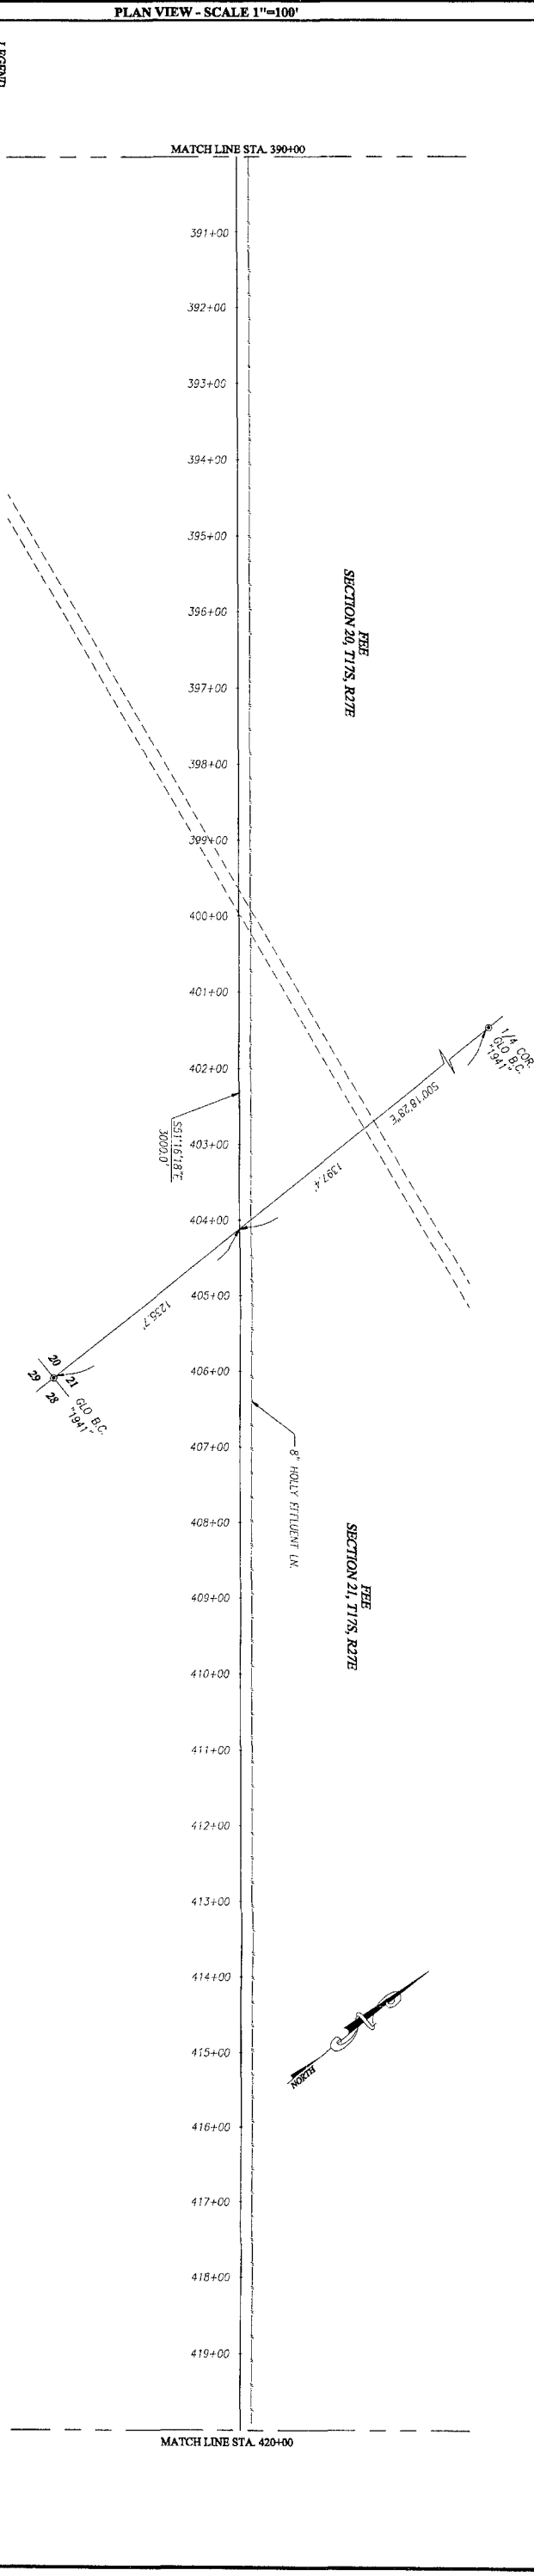 PLAN VIEW - SCALE 1"=100'
LEGEND
MATCH LINE STA. 390+00
391+00
392+00
393+00
394+00
395+00
FEE
SECTION 20, T17S, R27E
396+00
397+00
398+00
399+00
400+00
401+00
1/4 COR.
GLO B.C.
"1941"
402+00
S00°18'28"E
S51°16'18"E
3000.0'
403+00
1397.4'
404+00
405+00
1235.7'
406+00
20
21
29
28
GLO B.C.
"1941"
407+00
8" HOLLY EFFLUENT LN.
408+00
FEE
SECTION 21, T17S, R27E
409+00
410+00
411+00
412+00
413+00
414+00
415+00
NORTH
416+00
417+00
418+00
419+00
MATCH LINE STA. 420+00